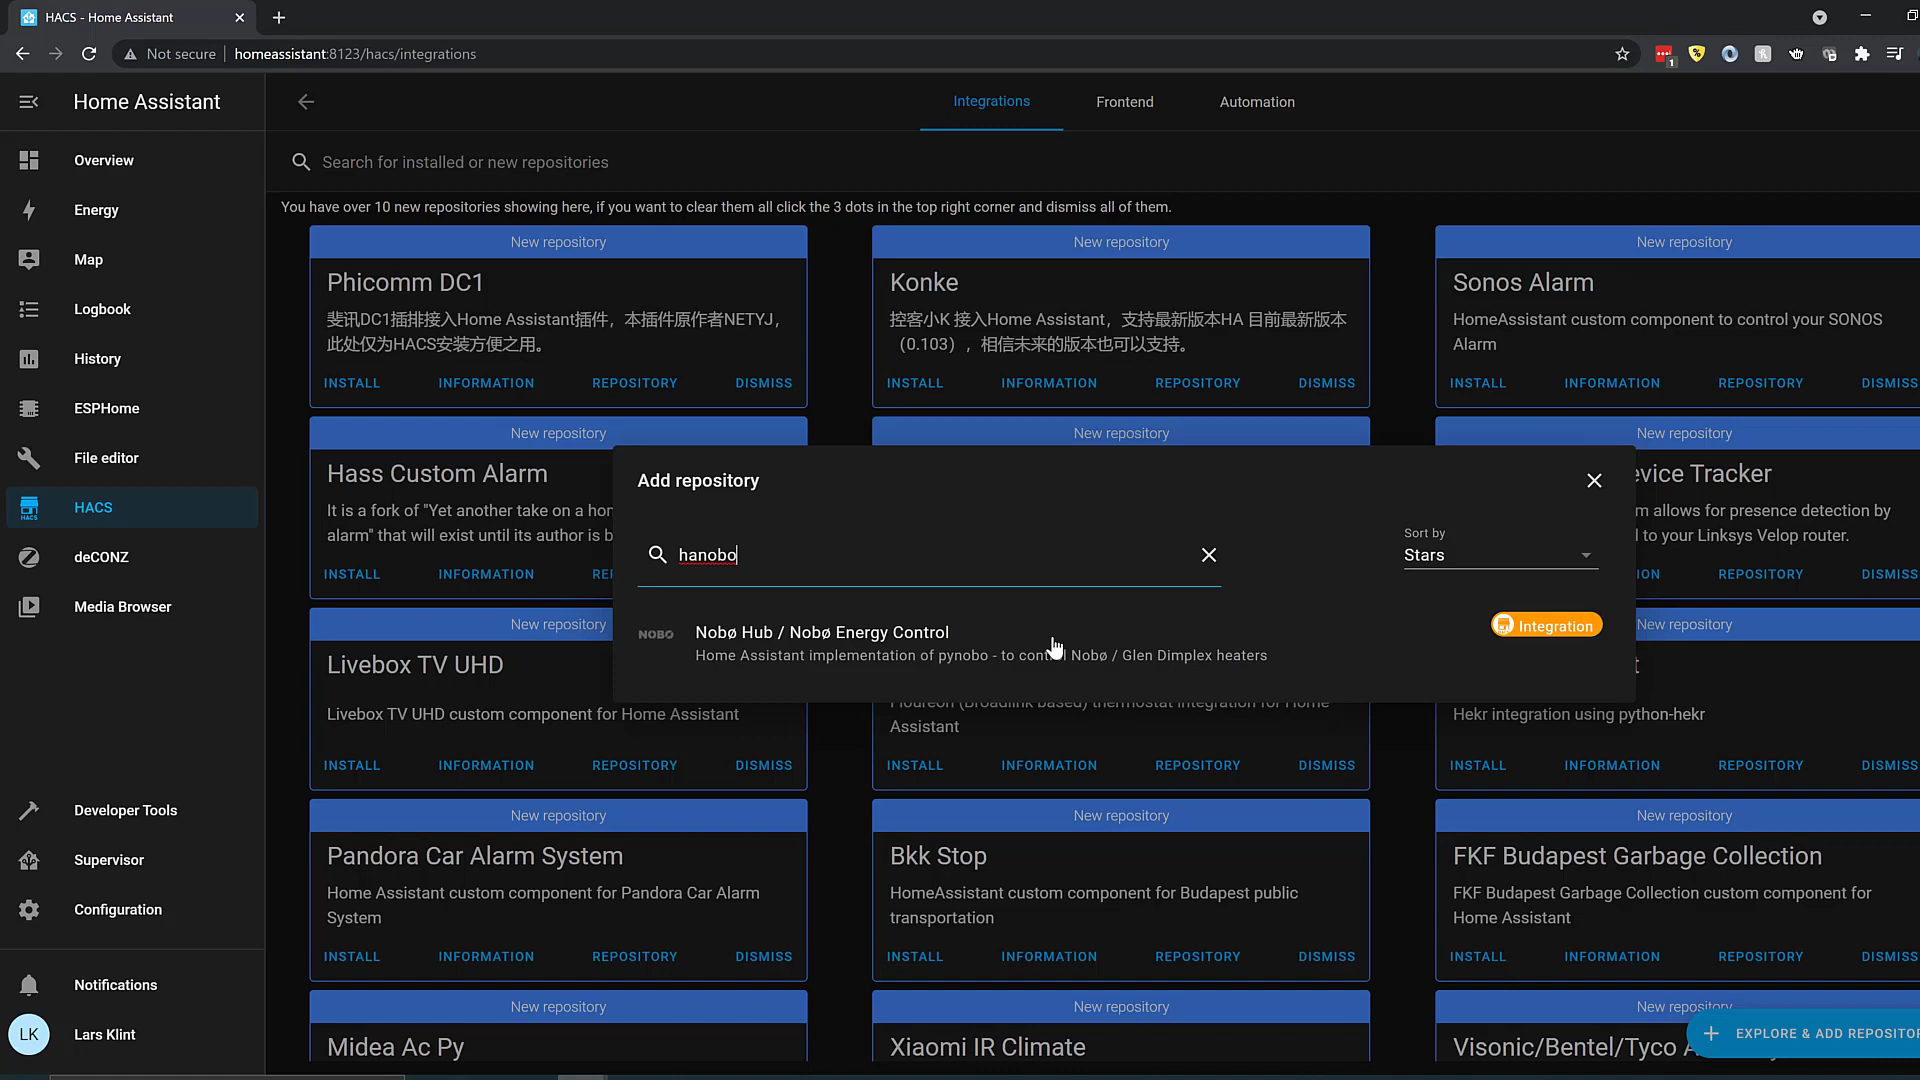 HACS - Home Assistant
Not secure
homeassistant:8123/hacs/integrations
1
Home Assistant
Integrations
Frontend
Automation
Search for installed or new repositories
You have over 10 new repositories showing here, if you want to clear them all click the 3 dots in the top right corner and dismiss all of them.
Overview
Energy
Map
Logbook
History
ESPHome
File editor
HACS
HACS
deCONZ
Media Browser
Developer Tools
Supervisor
Configuration
Notifications
LK
Lars Klint
New repository
Phicomm DC1
斐讯DC1插排接入Home Assistant插件，本插件原作者NETYJ，
此处仅为HACS安装方便之用。
INSTALL
INFORMATION
REPOSITORY
DISMISS
New repository
Konke
控客小K 接入Home Assistant，支持最新版本HA 目前最新版本
（0.103），相信未来的版本也可以支持。
INSTALL
INFORMATION
REPOSITORY
DISMISS
New repository
Sonos Alarm
HomeAssistant custom component to control your SONOS
Alarm
INSTALL
INFORMATION
REPOSITORY
DISMISS
New repository
Hass Custom Alarm
It is a fork of "Yet another take on a hon
alarm" that will exist until its author is b
INSTALL
INFORMATION
RE
New repository
New repository
evice Tracker
m allows for presence detection by
l to your Linksys Velop router.
ION
REPOSITORY
DISMISS
Add repository
hanobo
Sort by
Stars
NOBØ
Nobø Hub / Nobø Energy Control
Home Assistant implementation of pynobo - to control Nobø / Glen Dimplex heaters
Integration
New repository
Livebox TV UHD
Livebox TV UHD custom component for Home Assistant
INSTALL
INFORMATION
REPOSITORY
DISMISS
Floureon (Broadlink based) thermostat integration for Home
Assistant
INSTALL
INFORMATION
REPOSITORY
DISMISS
New repository
t
Hekr integration using python-hekr
INSTALL
INFORMATION
REPOSITORY
DISMISS
New repository
Pandora Car Alarm System
Home Assistant custom component for Pandora Car Alarm
System
INSTALL
INFORMATION
REPOSITORY
DISMISS
New repository
Bkk Stop
HomeAssistant custom component for Budapest public
transportation
INSTALL
INFORMATION
REPOSITORY
DISMISS
New repository
FKF Budapest Garbage Collection
FKF Budapest Garbage Collection custom component for
Home Assistant
INSTALL
INFORMATION
REPOSITORY
DISMISS
New repository
Midea Ac Py
New repository
Xiaomi IR Climate
New repository
Visonic/Bentel/Tyco A
EXPLORE & ADD REPOSITOR